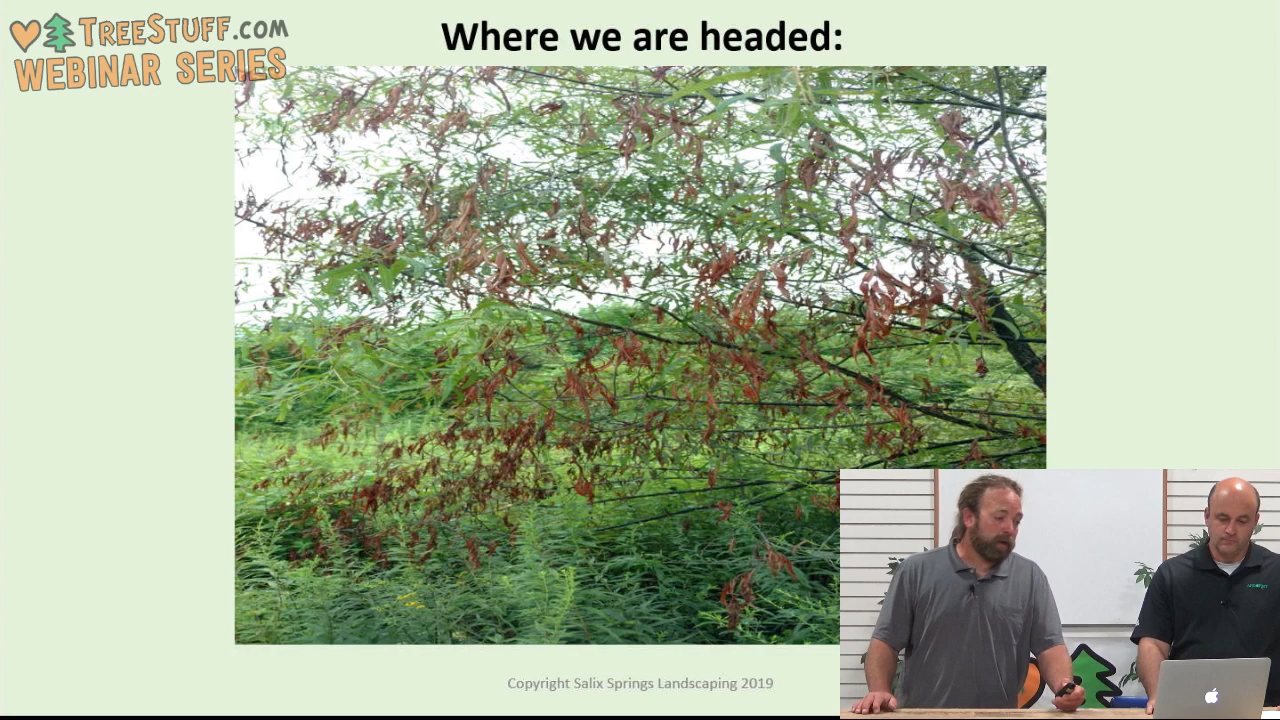 TREESTUFF.COM
WEBINAR SERIES
Where we are headed:
Copyright Salix Springs Landscaping 2019